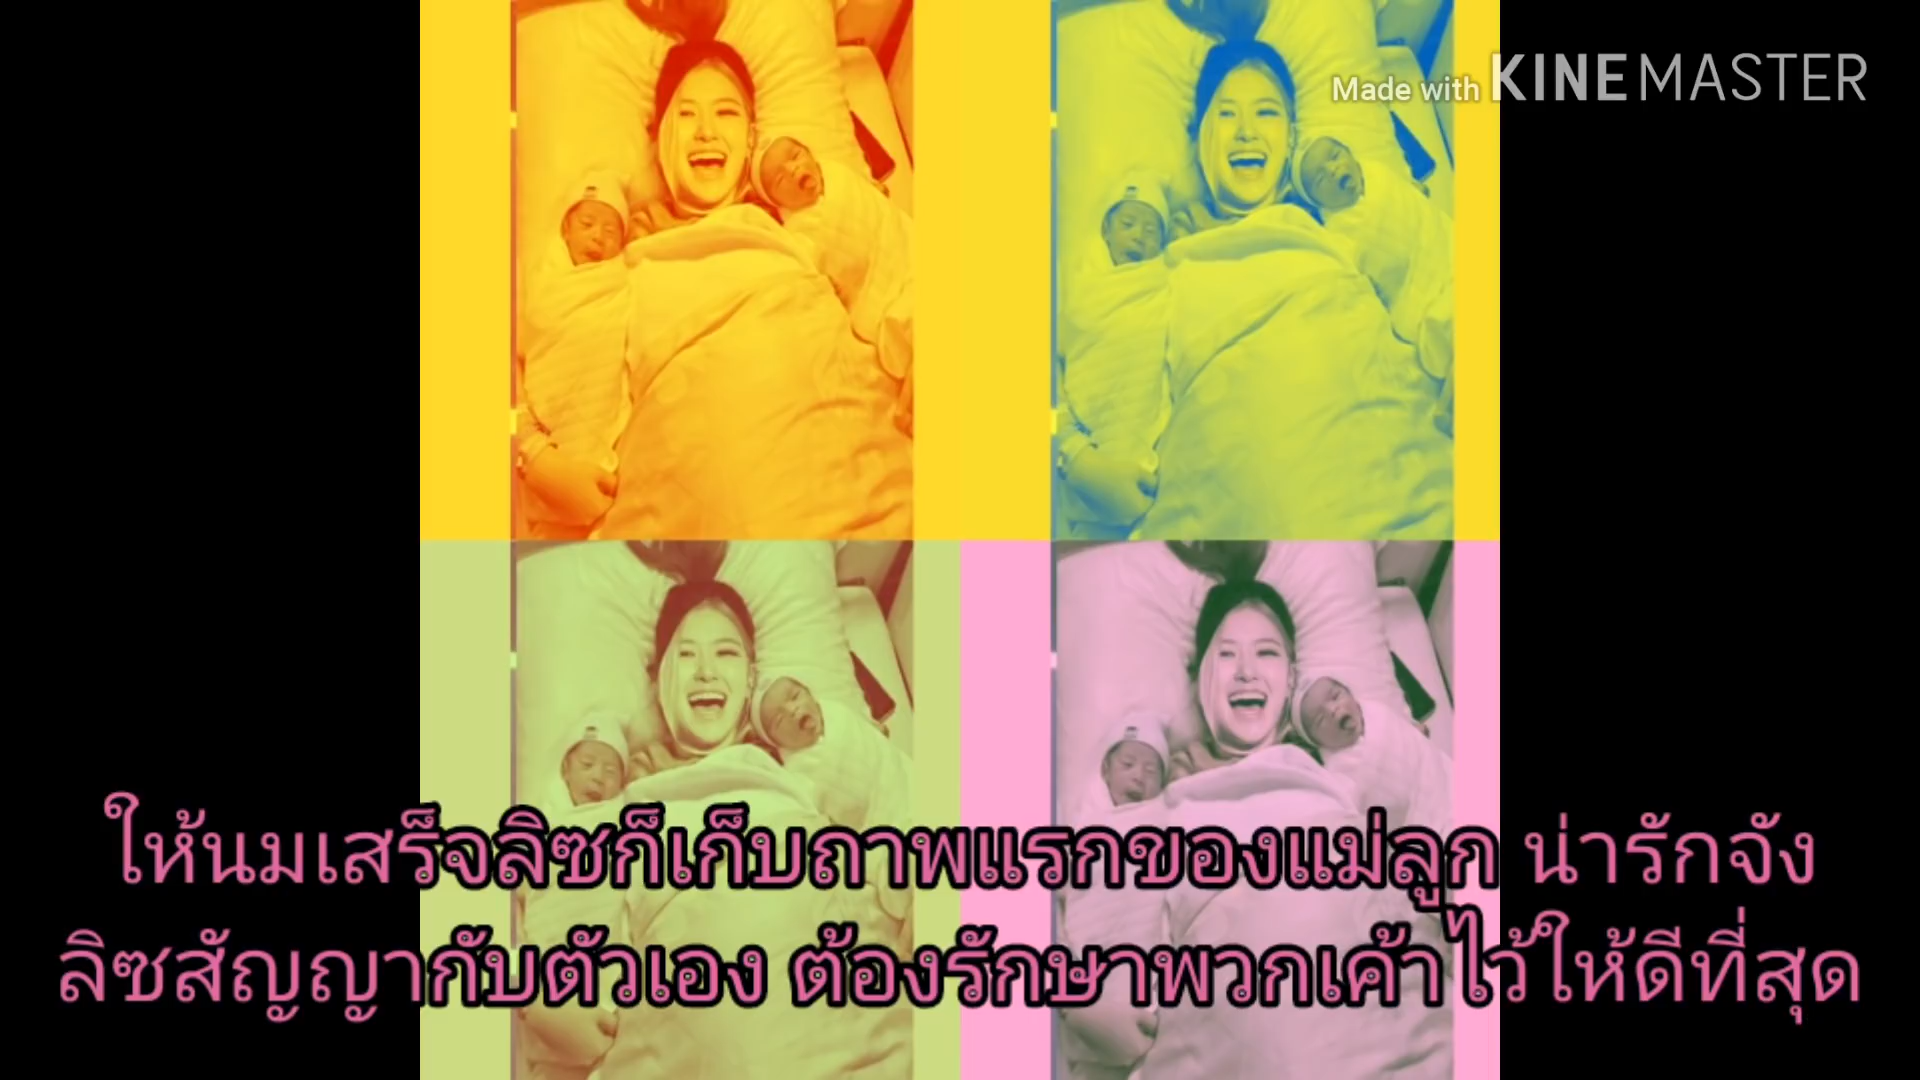 Made with KINEMASTER
ให้นมเสร็จลิซก็เก็บถาพแรกของแม่ลูก น่ารักจัง
ลิซสัญญากับตัวเอง ต้องรักษาพวกเค้าไว้ให้ดีที่สุด